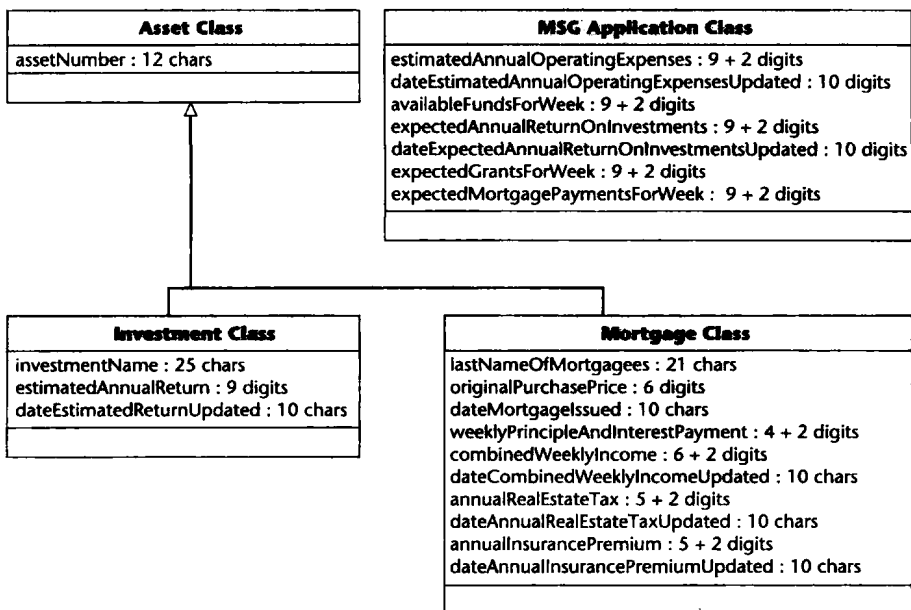 Asset Class
assetNumber : 12 chars
MSG Application Class
estimatedAnnualOperatingExpenses : 9 + 2 digits
dateEstimatedAnnualOperatingExpensesUpdated : 10 digits
availableFundsForWeek : 9 + 2 digits
expectedAnnualReturnOnInvestments : 9 + 2 digits
dateExpectedAnnualReturnOnInvestmentsUpdated : 10 digits
expectedGrantsForWeek : 9 + 2 digits
expectedMortgagePaymentsForWeek : 9 + 2 digits
Investment Class
investmentName : 25 chars
estimatedAnnualReturn : 9 digits
dateEstimatedReturnUpdated : 10 chars
Mortgage Class
lastNameOfMortgagees : 21 chars
originalPurchasePrice : 6 digits
dateMortgageIssued : 10 chars
weeklyPrincipleAndInterestPayment : 4 + 2 digits
combinedWeeklyIncome : 6 + 2 digits
dateCombinedWeeklyIncomeUpdated : 10 chars
annualRealEstateTax : 5 + 2 digits
dateAnnualRealEstateTaxUpdated : 10 chars
annualInsurancePremium : 5 + 2 digits
dateAnnualInsurancePremiumUpdated : 10 chars